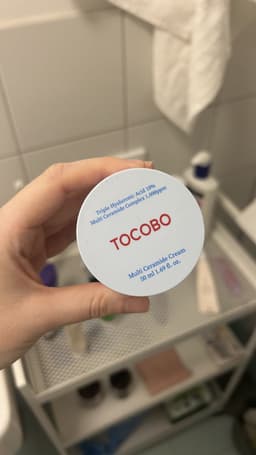 Triple Hyaluronic Acid 10%
Multi Ceramide Complex 1,000ppm
TOCOBO
Multi Ceramide Cream
50 ml 1.69 fl. oz.